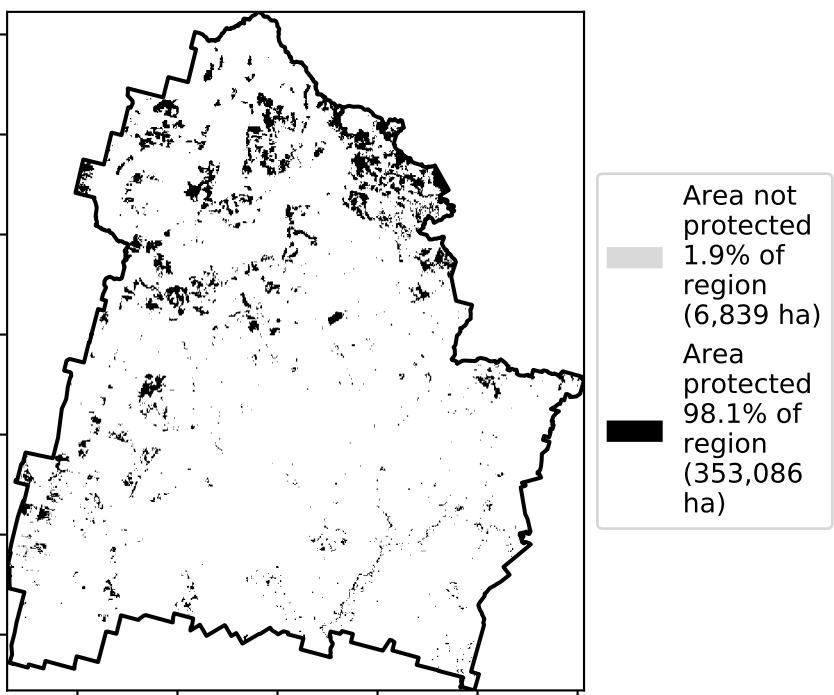 Area not
protected
1.9% of
region
(6,839 ha)
Area
protected
98.1% of
region
(353,086
ha)